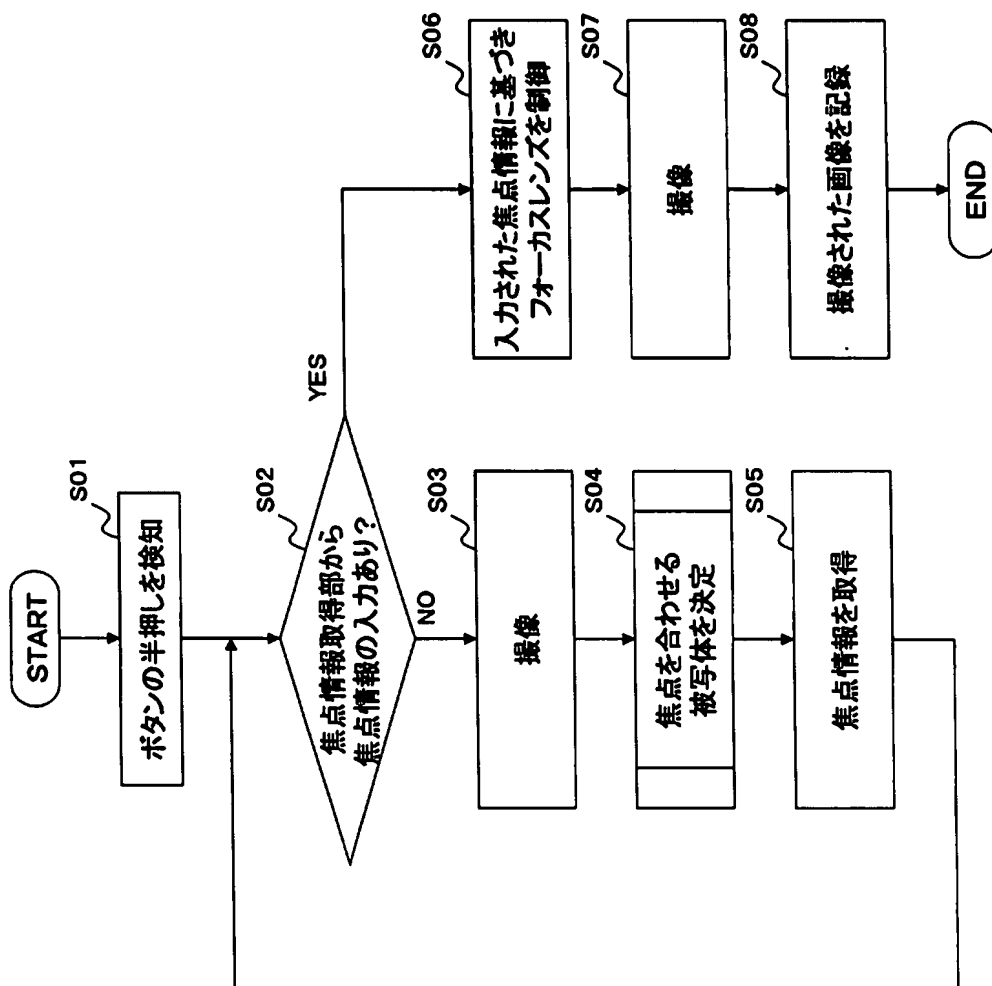 START
S01
ボタンの半押しを検知
S02
焦点情報取得部から
焦点情報の入力あり?
YES
NO
S03
撮像
S04
焦点を合わせる
被写体を決定
S05
焦点情報を取得
S06
入力された焦点情報に基づき
フォーカスレンズを制御
S07
撮像
S08
撮像された画像を記録
END